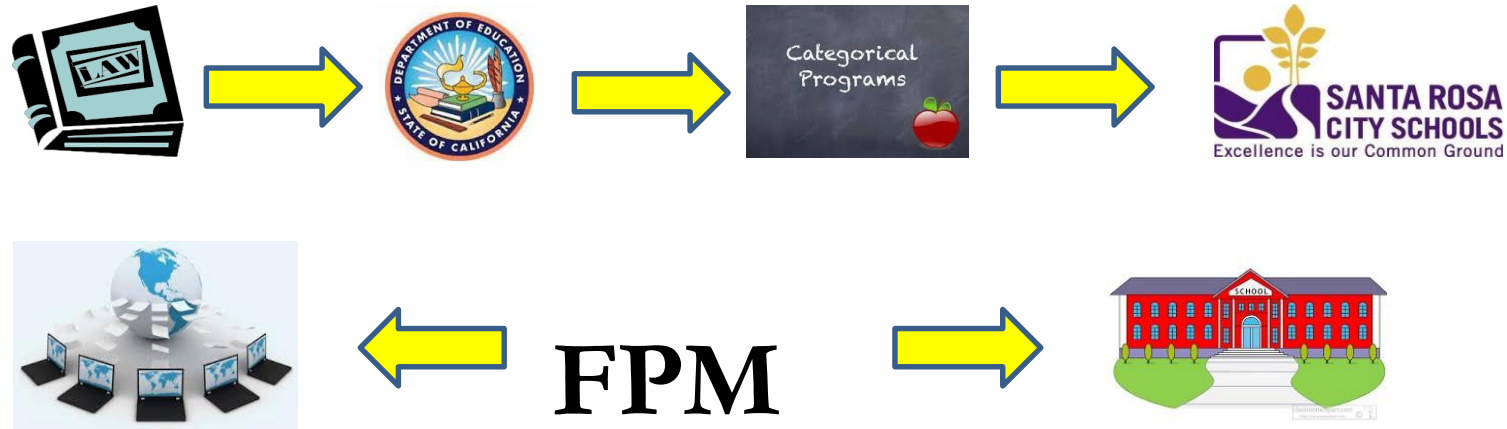 LAW
DEPARTMENT OF EDUCATION
STATE OF CALIFORNIA
Categorical
Programs
SANTA ROSA
CITY SCHOOLS
Excellence is our Common Ground
SCHOOL
FPM